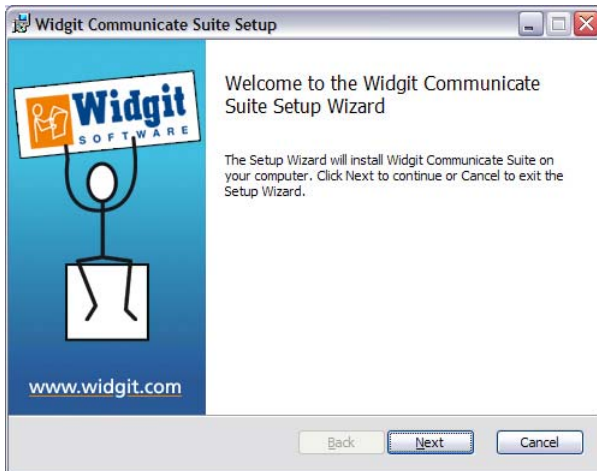 Widgit Communicate Suite Setup
Widgit
SOFTWARE
Welcome to the Widgit Communicate
Suite Setup Wizard
The Setup Wizard will install Widgit Communicate Suite on
your computer. Click Next to continue or Cancel to exit the
Setup Wizard.
www.widgit.com
Back Next Cancel